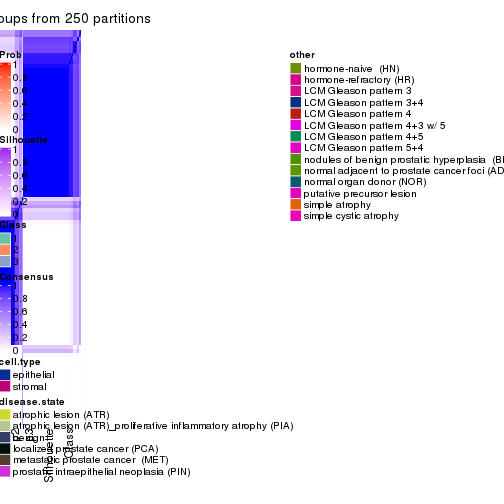 oups from 250 partitions
Prob
1
0.8
0.6
0.4
0.2
0
Silhouette
1
0.8
0.6
0.4
0.2
0
Class
1
2
3
Consensus
1
0.8
0.6
0.4
0.2
0
cell.type
epithelial
stromal
disease.state
atrophic lesion (ATR)
atrophic lesion (ATR)_proliferative inflammatory atrophy (PIA)
benign
localized prostate cancer (PCA)
metastatic prostate cancer (MET)
prostatic intraepithelial neoplasia (PIN)
p3
Silhouette
Class
other
hormone-naive (HN)
hormone-refractory (HR)
LCM Gleason pattern 3
LCM Gleason pattern 3+4
LCM Gleason pattern 4
LCM Gleason pattern 4+3 w/ 5
LCM Gleason pattern 4+5
LCM Gleason pattern 5+4
nodules of benign prostatic hyperplasia (B
normal adjacent to prostate cancer foci (AD
normal organ donor (NOR)
putative precursor lesion
simple atrophy
simple cystic atrophy